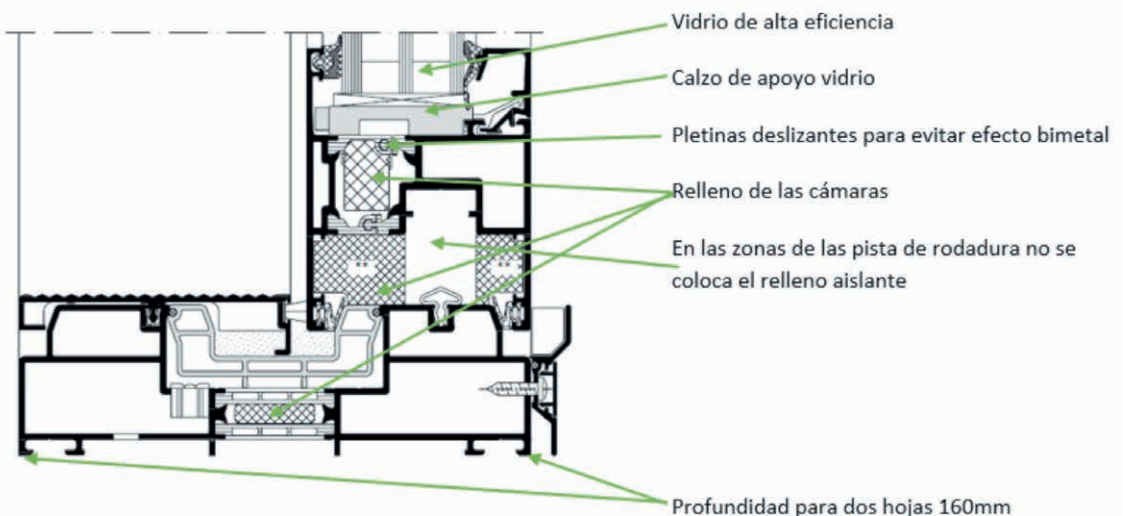 Vidrio de alta eficiencia
Calzo de apoyo vidrio
Pletinas deslizantes para evitar efecto bimetal
Relleno de las cámaras
En las zonas de las pista de rodadura no se
coloca el relleno aislante
Profundidad para dos hojas 160mm